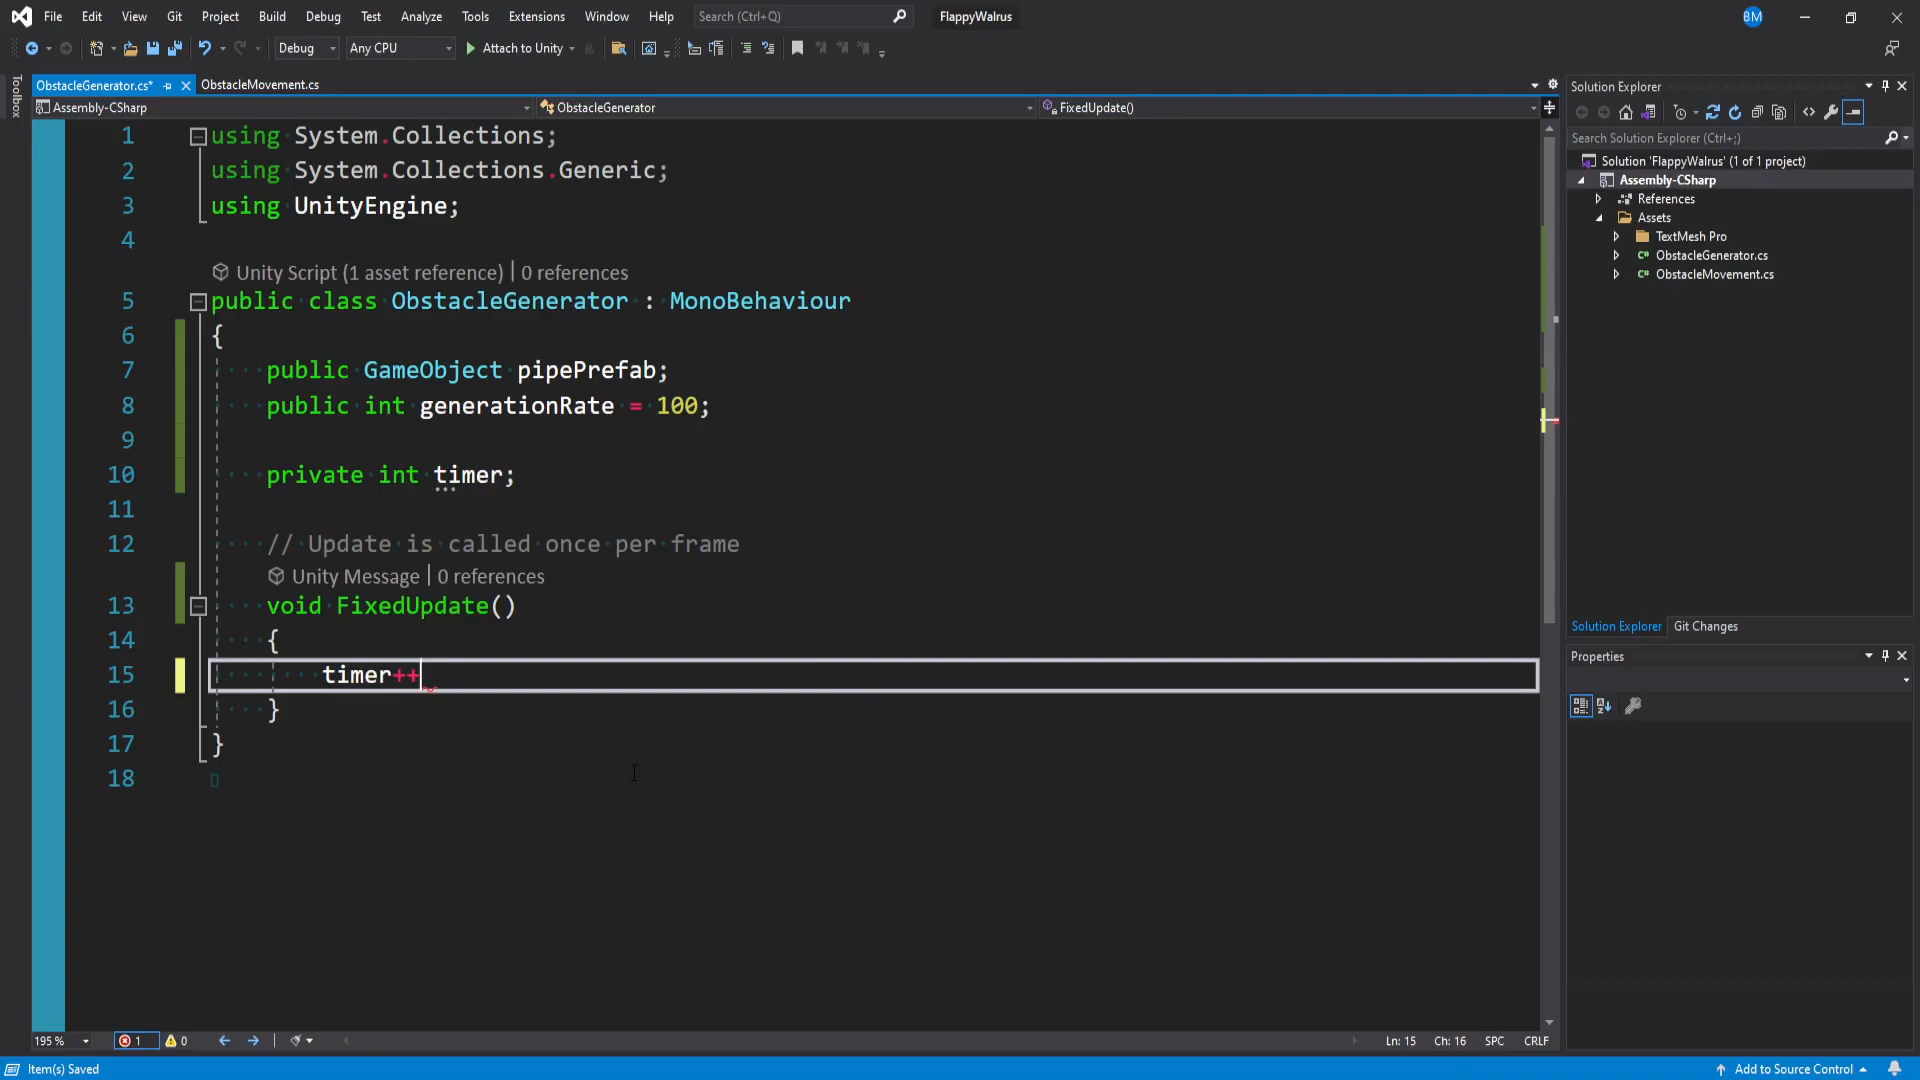 File Edit View Git Project Build Debug Test Analyze Tools Extensions Window Help Search (Ctrl+Q) FlappyWalrus BM
Debug Any CPU Attach to Unity
Toolbox
ObstacleGenerator.cs* ObstacleMovement.cs
Assembly-CSharp ObstacleGenerator FixedUpdate()
1 using System.Collections;
2 using System.Collections.Generic;
3 using UnityEngine;
4
Unity Script (1 asset reference) | 0 references
5 public class ObstacleGenerator : MonoBehaviour
6 {
7 public GameObject pipePrefab;
8 public int generationRate = 100;
9
10 private int timer;
11
12 // Update is called once per frame
Unity Message | 0 references
13 void FixedUpdate()
14 {
15 timer++
16 }
17 }
18
195 % 1 0 Ln: 15 Ch: 16 SPC CRLF
Solution Explorer
Search Solution Explorer (Ctrl+;)
Solution 'FlappyWalrus' (1 of 1 project)
Assembly-CSharp
References
Assets
TextMesh Pro
C# ObstacleGenerator.cs
C# ObstacleMovement.cs
Solution Explorer Git Changes
Properties
Item(s) Saved Add to Source Control